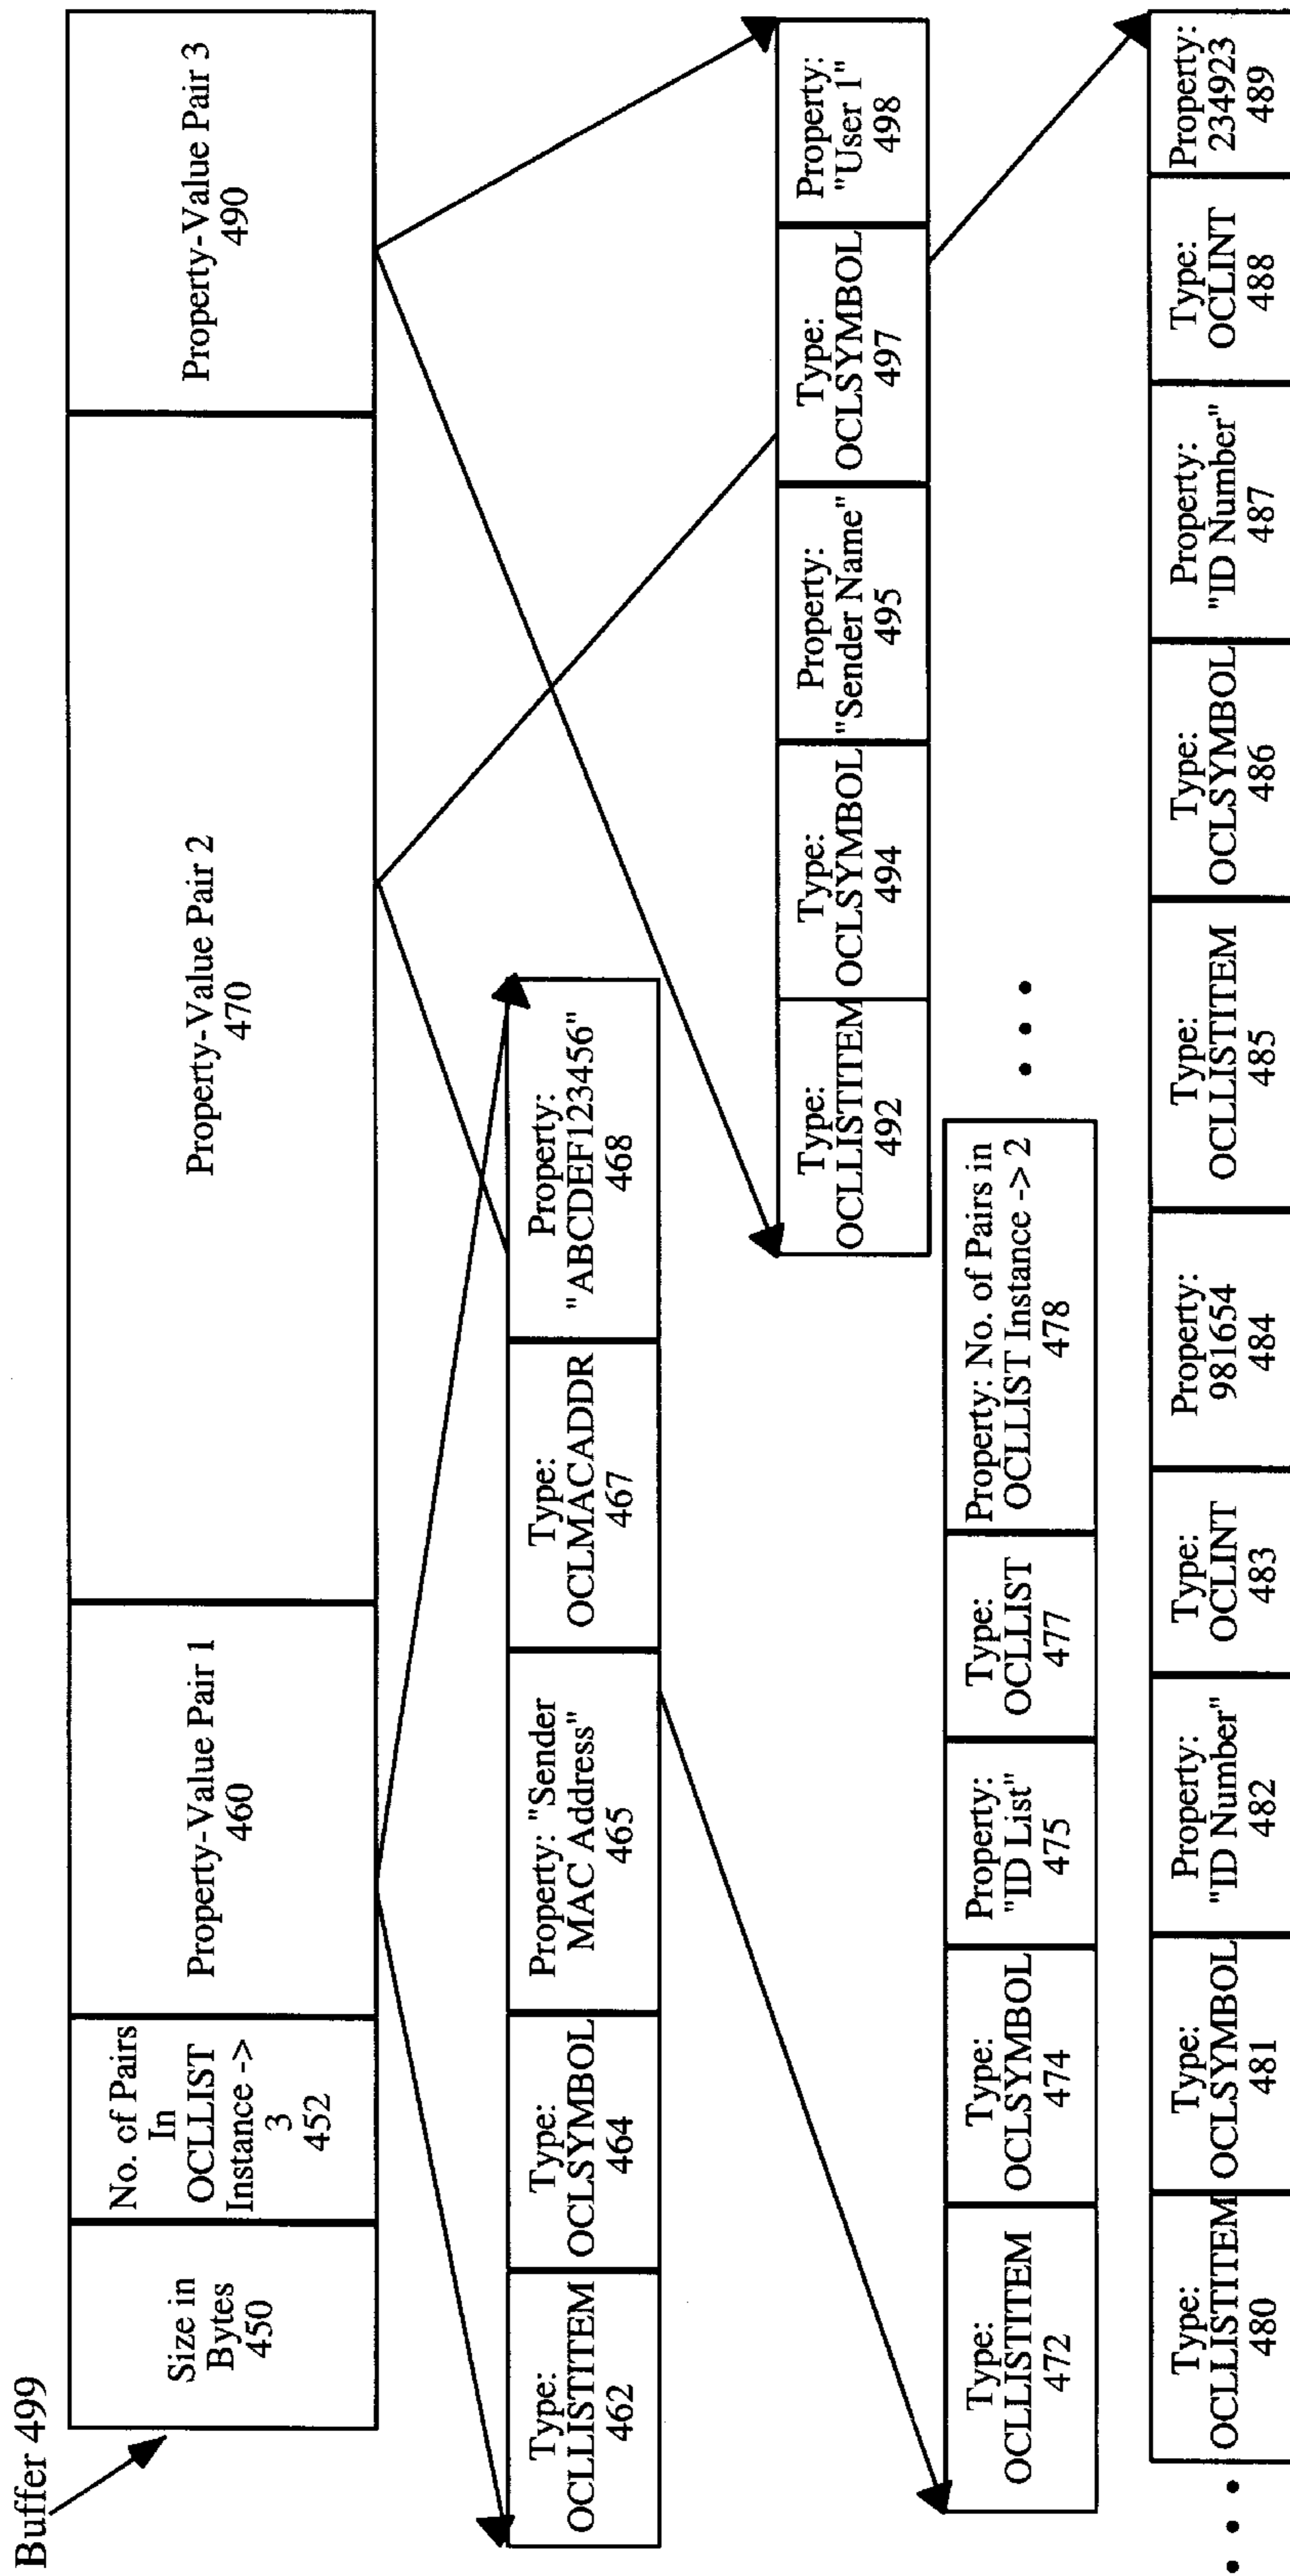 Buffer 499
Size in
Bytes
450
No. of Pairs
In
OCLLIST
Instance ->
3
452
Property-Value Pair 1
460
Property-Value Pair 2
470
Property-Value Pair 3
490
Type:
OCLLISTITEM
462
Type:
OCLSYMBOL
464
Property: "Sender
MAC Address"
465
Type:
OCLMACADDR
467
Property:
"ABCDEF123456"
468
Type:
OCLLISTITEM
492
Type:
OCLSYMBOL
494
Property:
"Sender Name"
495
Type:
OCLSYMBOL
497
Property:
"User 1"
498
Type:
OCLLISTITEM
472
Type:
OCLSYMBOL
474
Property:
"ID List"
475
Type:
OCLLIST
477
Property: No. of Pairs in
OCLLIST Instance -> 2
478
• • •
• • •
Type:
OCLLISTITEM
480
Type:
OCLSYMBOL
481
Property:
"ID Number"
482
Type:
OCLINT
483
Property:
981654
484
Type:
OCLLISTITEM
485
Type:
OCLSYMBOL
486
Property:
"ID Number"
487
Type:
OCLINT
488
Property:
234923
489